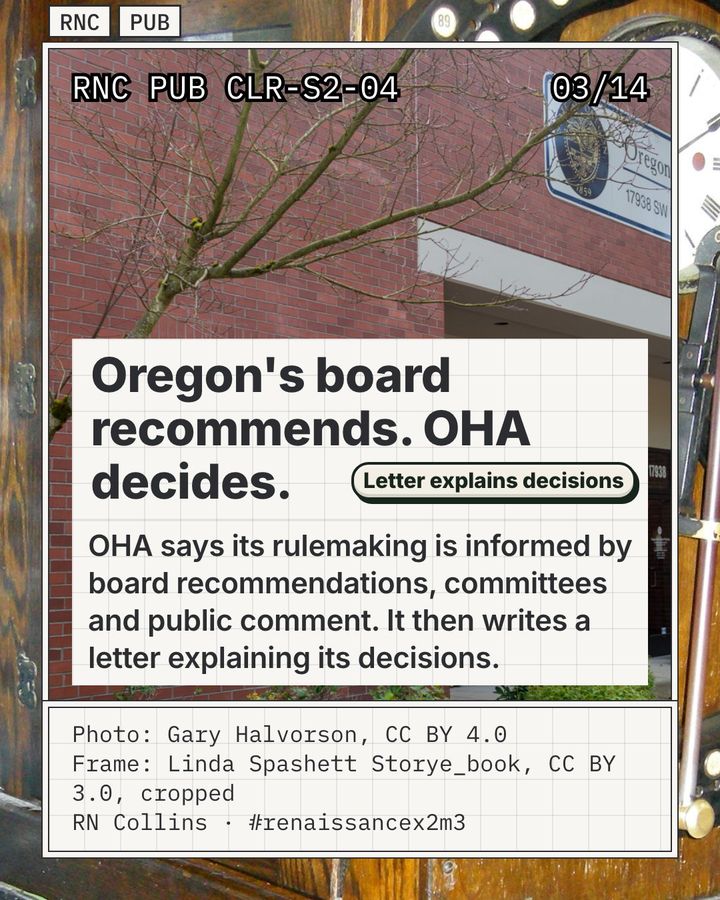 RNC PUB
RNC PUB CLR-S2-04 03/14
89
Oregon
1859
17938 SW
Oregon's board
recommends. OHA
decides.
Letter explains decisions
17938
OHA says its rulemaking is informed by
board recommendations, committees
and public comment. It then writes a
letter explaining its decisions.
Photo: Gary Halvorson, CC BY 4.0
Frame: Linda Spashett Storye_book, CC BY
3.0, cropped
RN Collins · #renaissancex2m3